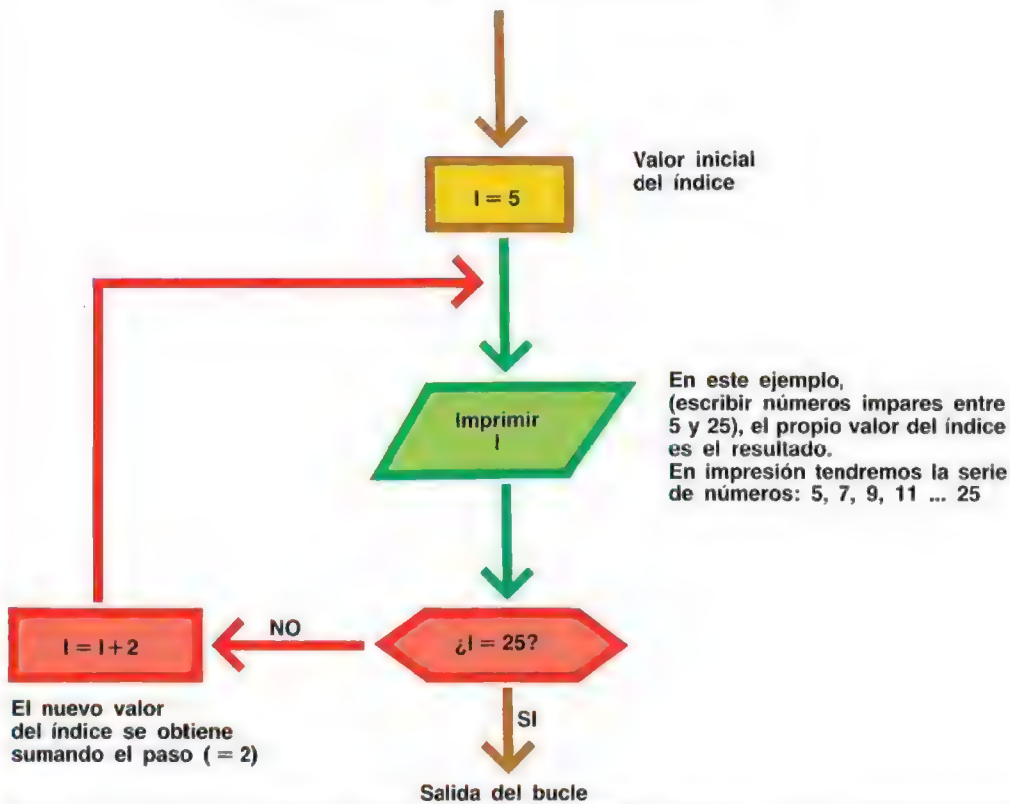 Valor inicial
del índice
I = 5
Imprimir
I
En este ejemplo,
(escribir números impares entre
5 y 25), el propio valor del índice
es el resultado.
En impresión tendremos la serie
de números: 5, 7, 9, 11 ... 25
¿I = 25?
NO
I = I + 2
El nuevo valor
del índice se obtiene
sumando el paso ( = 2)
SI
Salida del bucle